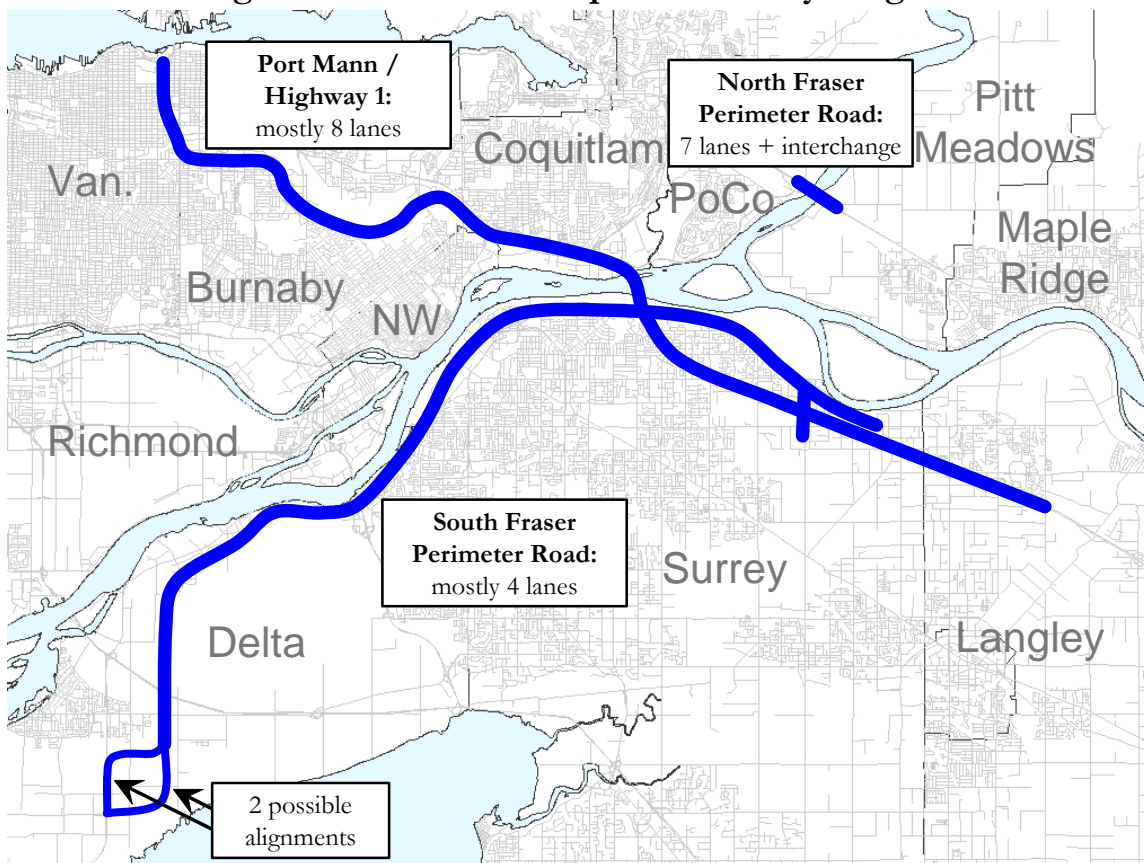 Port Mann /
Highway 1:
mostly 8 lanes
North Fraser
Perimeter Road:
7 lanes + interchange
Pitt
Meadows
Coquitlam
Van.
PoCo
Maple
Ridge
Burnaby
NW
Richmond
South Fraser
Perimeter Road:
mostly 4 lanes
Surrey
Delta
Langley
2 possible
alignments